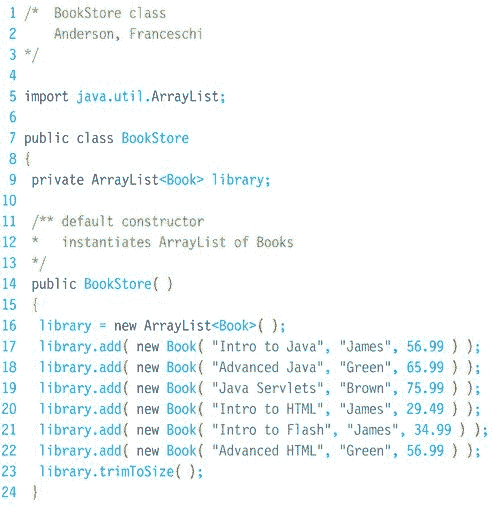 1 /*  BookStore class
2     Anderson, Franceschi
3 */
4
5 import java.util.ArrayList;
6
7 public class BookStore
8 {
9  private ArrayList<Book> library;
10
11  /** default constructor
12  *   instantiates ArrayList of Books
13  */
14  public BookStore( )
15  {
16   library = new ArrayList<Book>( );
17   library.add( new Book( "Intro to Java", "James", 56.99 ) );
18   library.add( new Book( "Advanced Java", "Green", 65.99 ) );
19   library.add( new Book( "Java Servlets", "Brown", 75.99 ) );
20   library.add( new Book( "Intro to HTML", "James", 29.49 ) );
21   library.add( new Book( "Intro to Flash", "James", 34.99 ) );
22   library.add( new Book( "Advanced HTML", "Green", 56.99 ) );
23   library.trimToSize( );
24  }